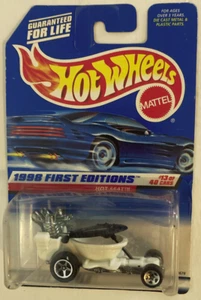 GUARANTEED
FOR LIFE
FOR AGES
OVER 3 YEARS
DIE CAST METAL &
PLASTIC PARTS
Hot Wheels
MATTEL
1998 FIRST EDITIONS
#13 OF
40 CARS